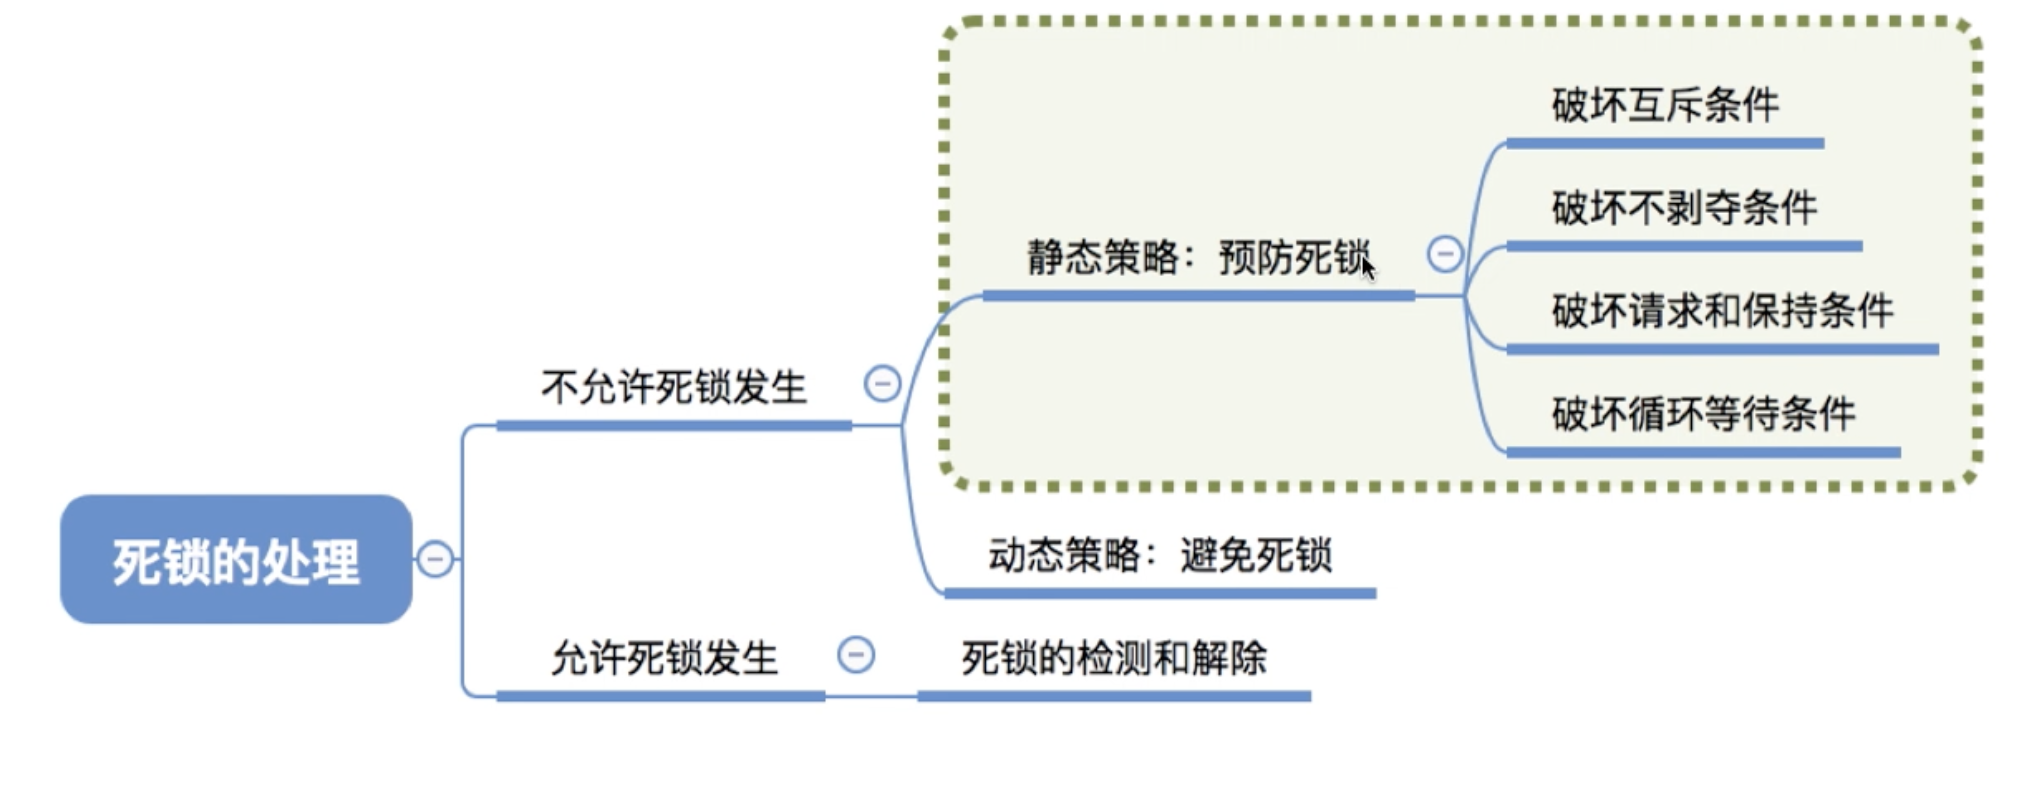 破坏互斥条件
破坏不剥夺条件
静态策略：预防死锁
破坏请求和保持条件
不允许死锁发生
破坏循环等待条件
死锁的处理
动态策略：避免死锁
允许死锁发生
死锁的检测和解除